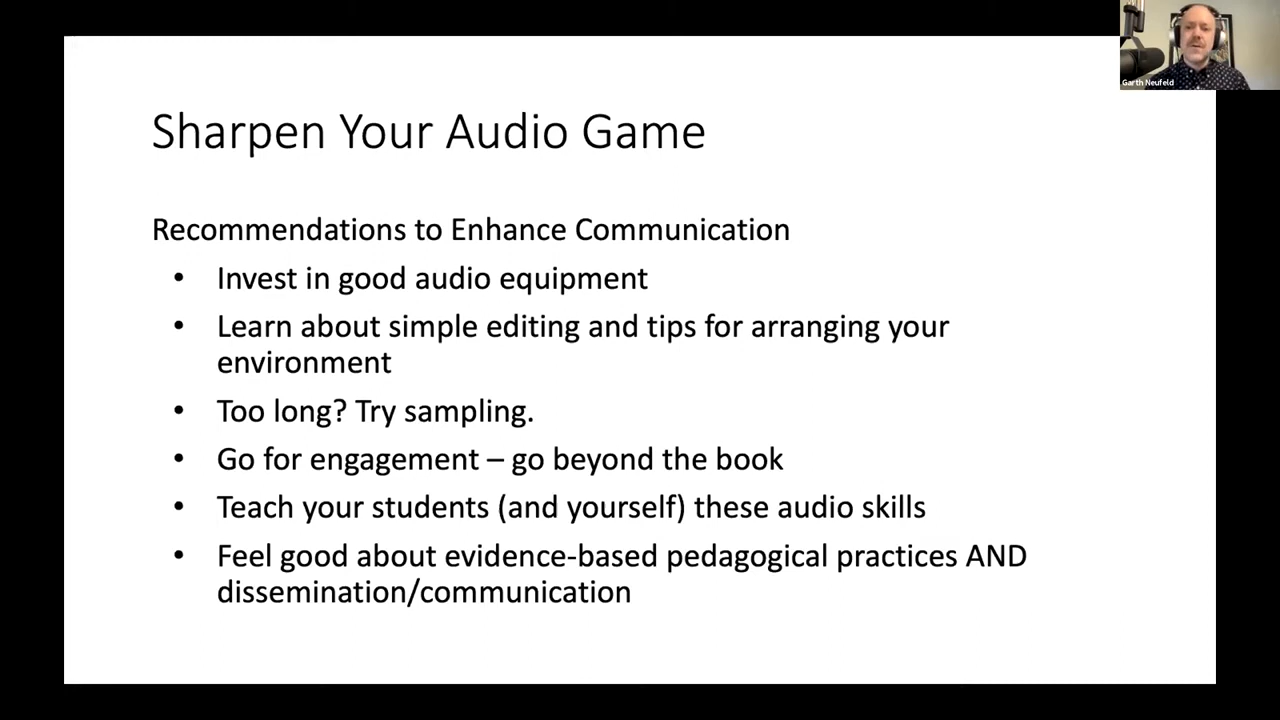 Garth Neufeld
Sharpen Your Audio Game
Recommendations to Enhance Communication
• Invest in good audio equipment
• Learn about simple editing and tips for arranging your
environment
• Too long? Try sampling.
• Go for engagement – go beyond the book
• Teach your students (and yourself) these audio skills
• Feel good about evidence-based pedagogical practices AND
dissemination/communication